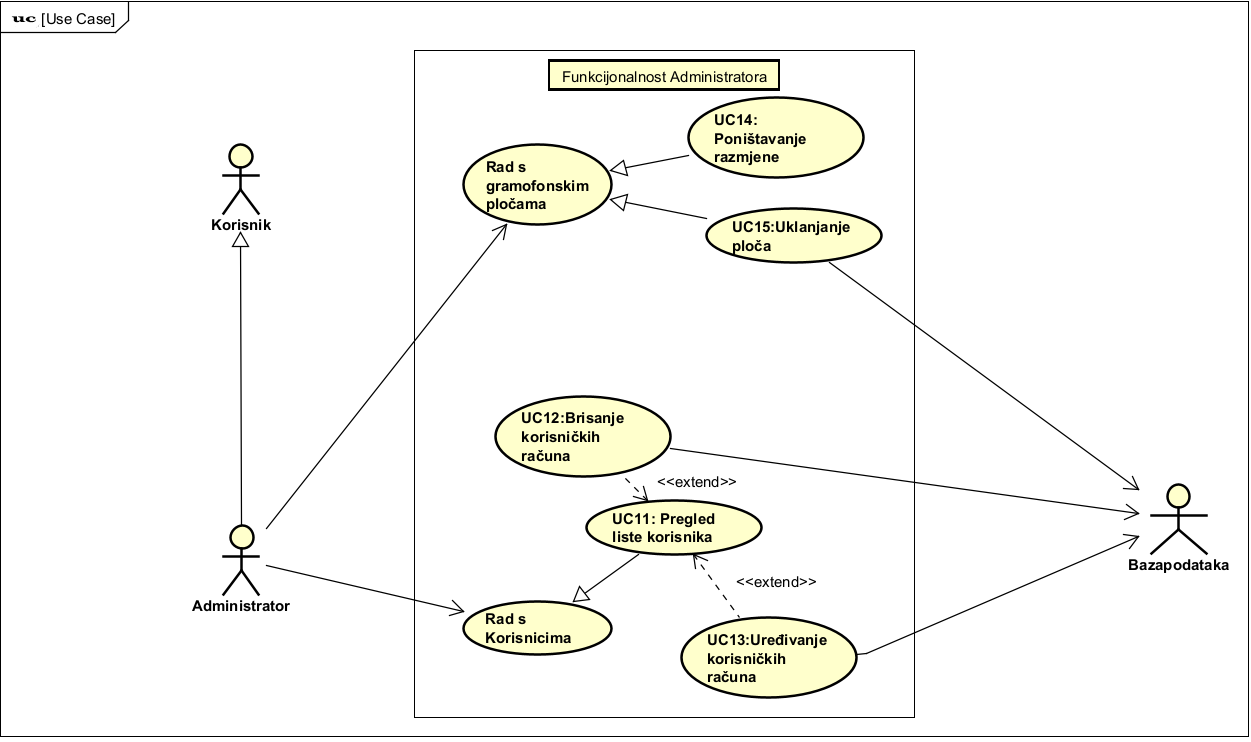 uc [Use Case]
Funkcijonalnost Administratora
UC14:
Poništavanje
razmjene
Rad s
gramofonskim
pločama
Korisnik
UC15:Uklanjanje
ploča
UC12:Brisanje
korisničkih
računa
<<extend>>
UC11: Pregled
liste korisnika
Bazapodataka
<<extend>>
Administrator
Rad s
Korisnicima
UC13:Uređivanje
korisničkih
računa